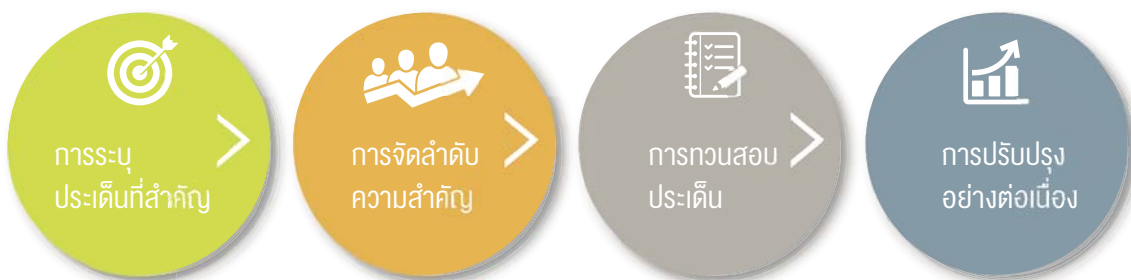 การระบุ
ประเด็นที่สำคัญ
การจัดลำดับ
ความสำคัญ
การทวนสอบ
ประเด็น
การปรับปรุง
อย่างต่อเนื่อง